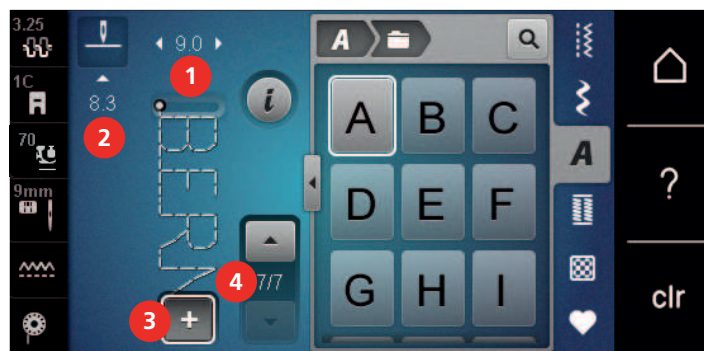 3.25
9.0
1
1C
8.3
2
70
9mm
BERN
4
7/7
3
+
i
A
A B C
D E F
G H I
A
?
clr